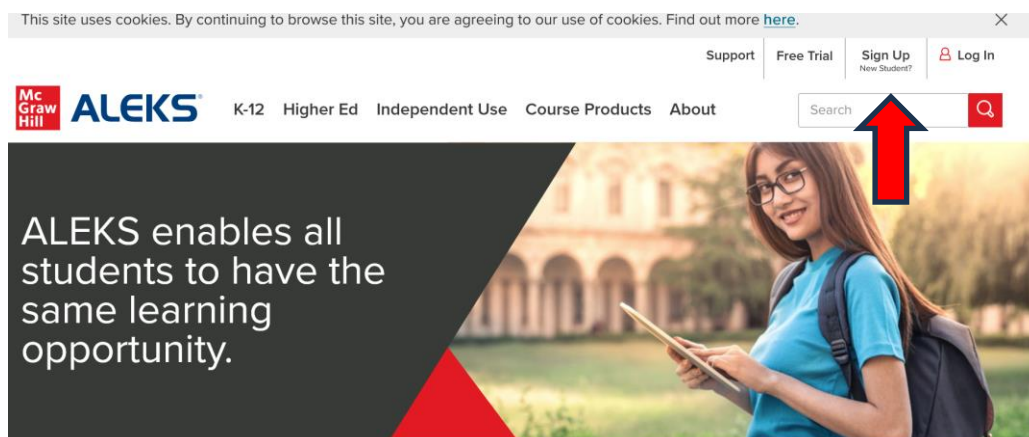 This site uses cookies. By continuing to browse this site, you are agreeing to our use of cookies. Find out more here.
Support Free Trial Sign Up Log In
New Student?
Mc
Graw
Hill
ALEKS® K-12 Higher Ed Independent Use Course Products About Search
ALEKS enables all
students to have the
same learning
opportunity.